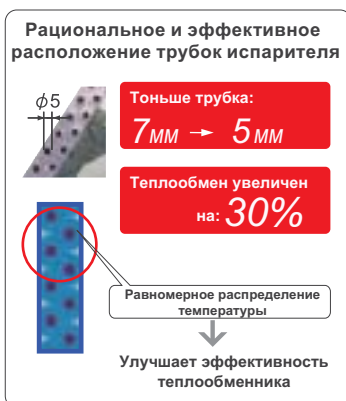 Рациональное и эффективное
расположение трубок испарителя
ϕ5
Тоньше трубка:
7мм → 5мм
Теплообмен увеличен
на: 30%
Равномерное распределение
температуры
Улучшает эффективность
теплообменника